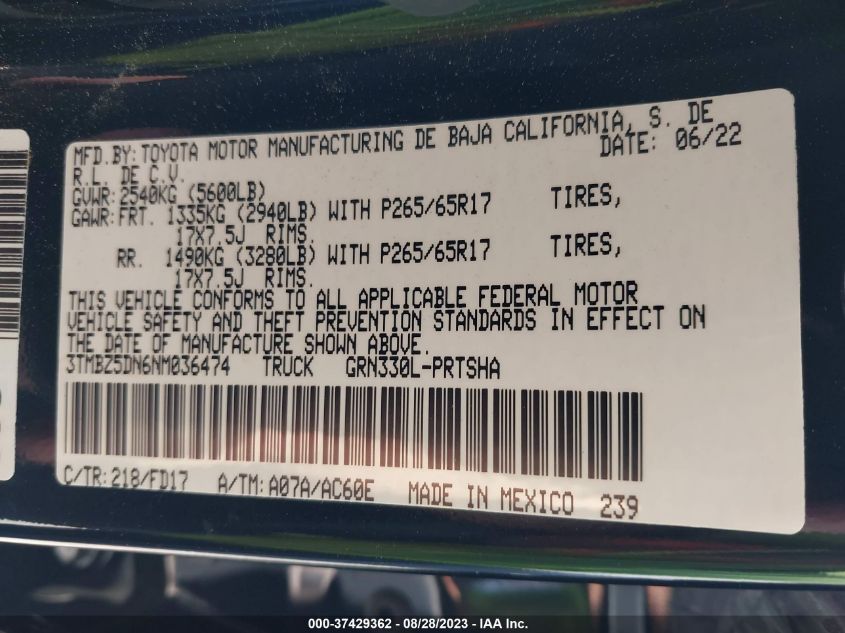 MFD.BY:TOYOTA MOTOR MANUFACTURING DE BAJA CALIFORNIA, S. DE
R.L. DE C.V. DATE: 06/22
GVWR:2540KG (5600LB)
GAWR:FRT. 1335KG (2940LB) WITH P265/65R17 TIRES,
17X7.5J RIMS.
RR. 1490KG (3280LB) WITH P265/65R17 TIRES,
17X7.5J RIMS.
THIS VEHICLE CONFORMS TO ALL APPLICABLE FEDERAL MOTOR
VEHICLE SAFETY AND THEFT PREVENTION STANDARDS IN EFFECT ON
THE DATE OF MANUFACTURE SHOWN ABOVE.
3TMBZ5DN6NM036474 TRUCK GRN330L-PRTSHA
C/TR:218/FD17 A/TM:A07A/AC60E MADE IN MEXICO 239
000-37429362 - 08/28/2023 - IAA Inc.